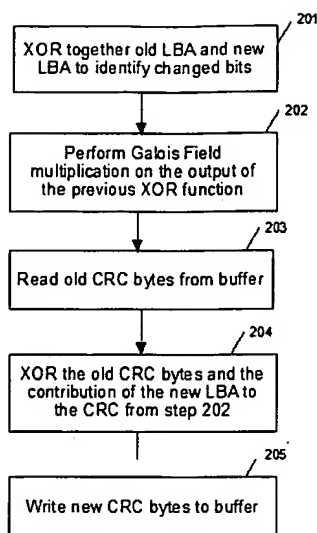 201
XOR together old LBA and new
LBA to identify changed bits
202
Perform Galois Field
multiplication on the output of
the previous XOR function
203
Read old CRC bytes from buffer
204
XOR the old CRC bytes and the
contribution of the new LBA to
the CRC from step 202
205
Write new CRC bytes to buffer